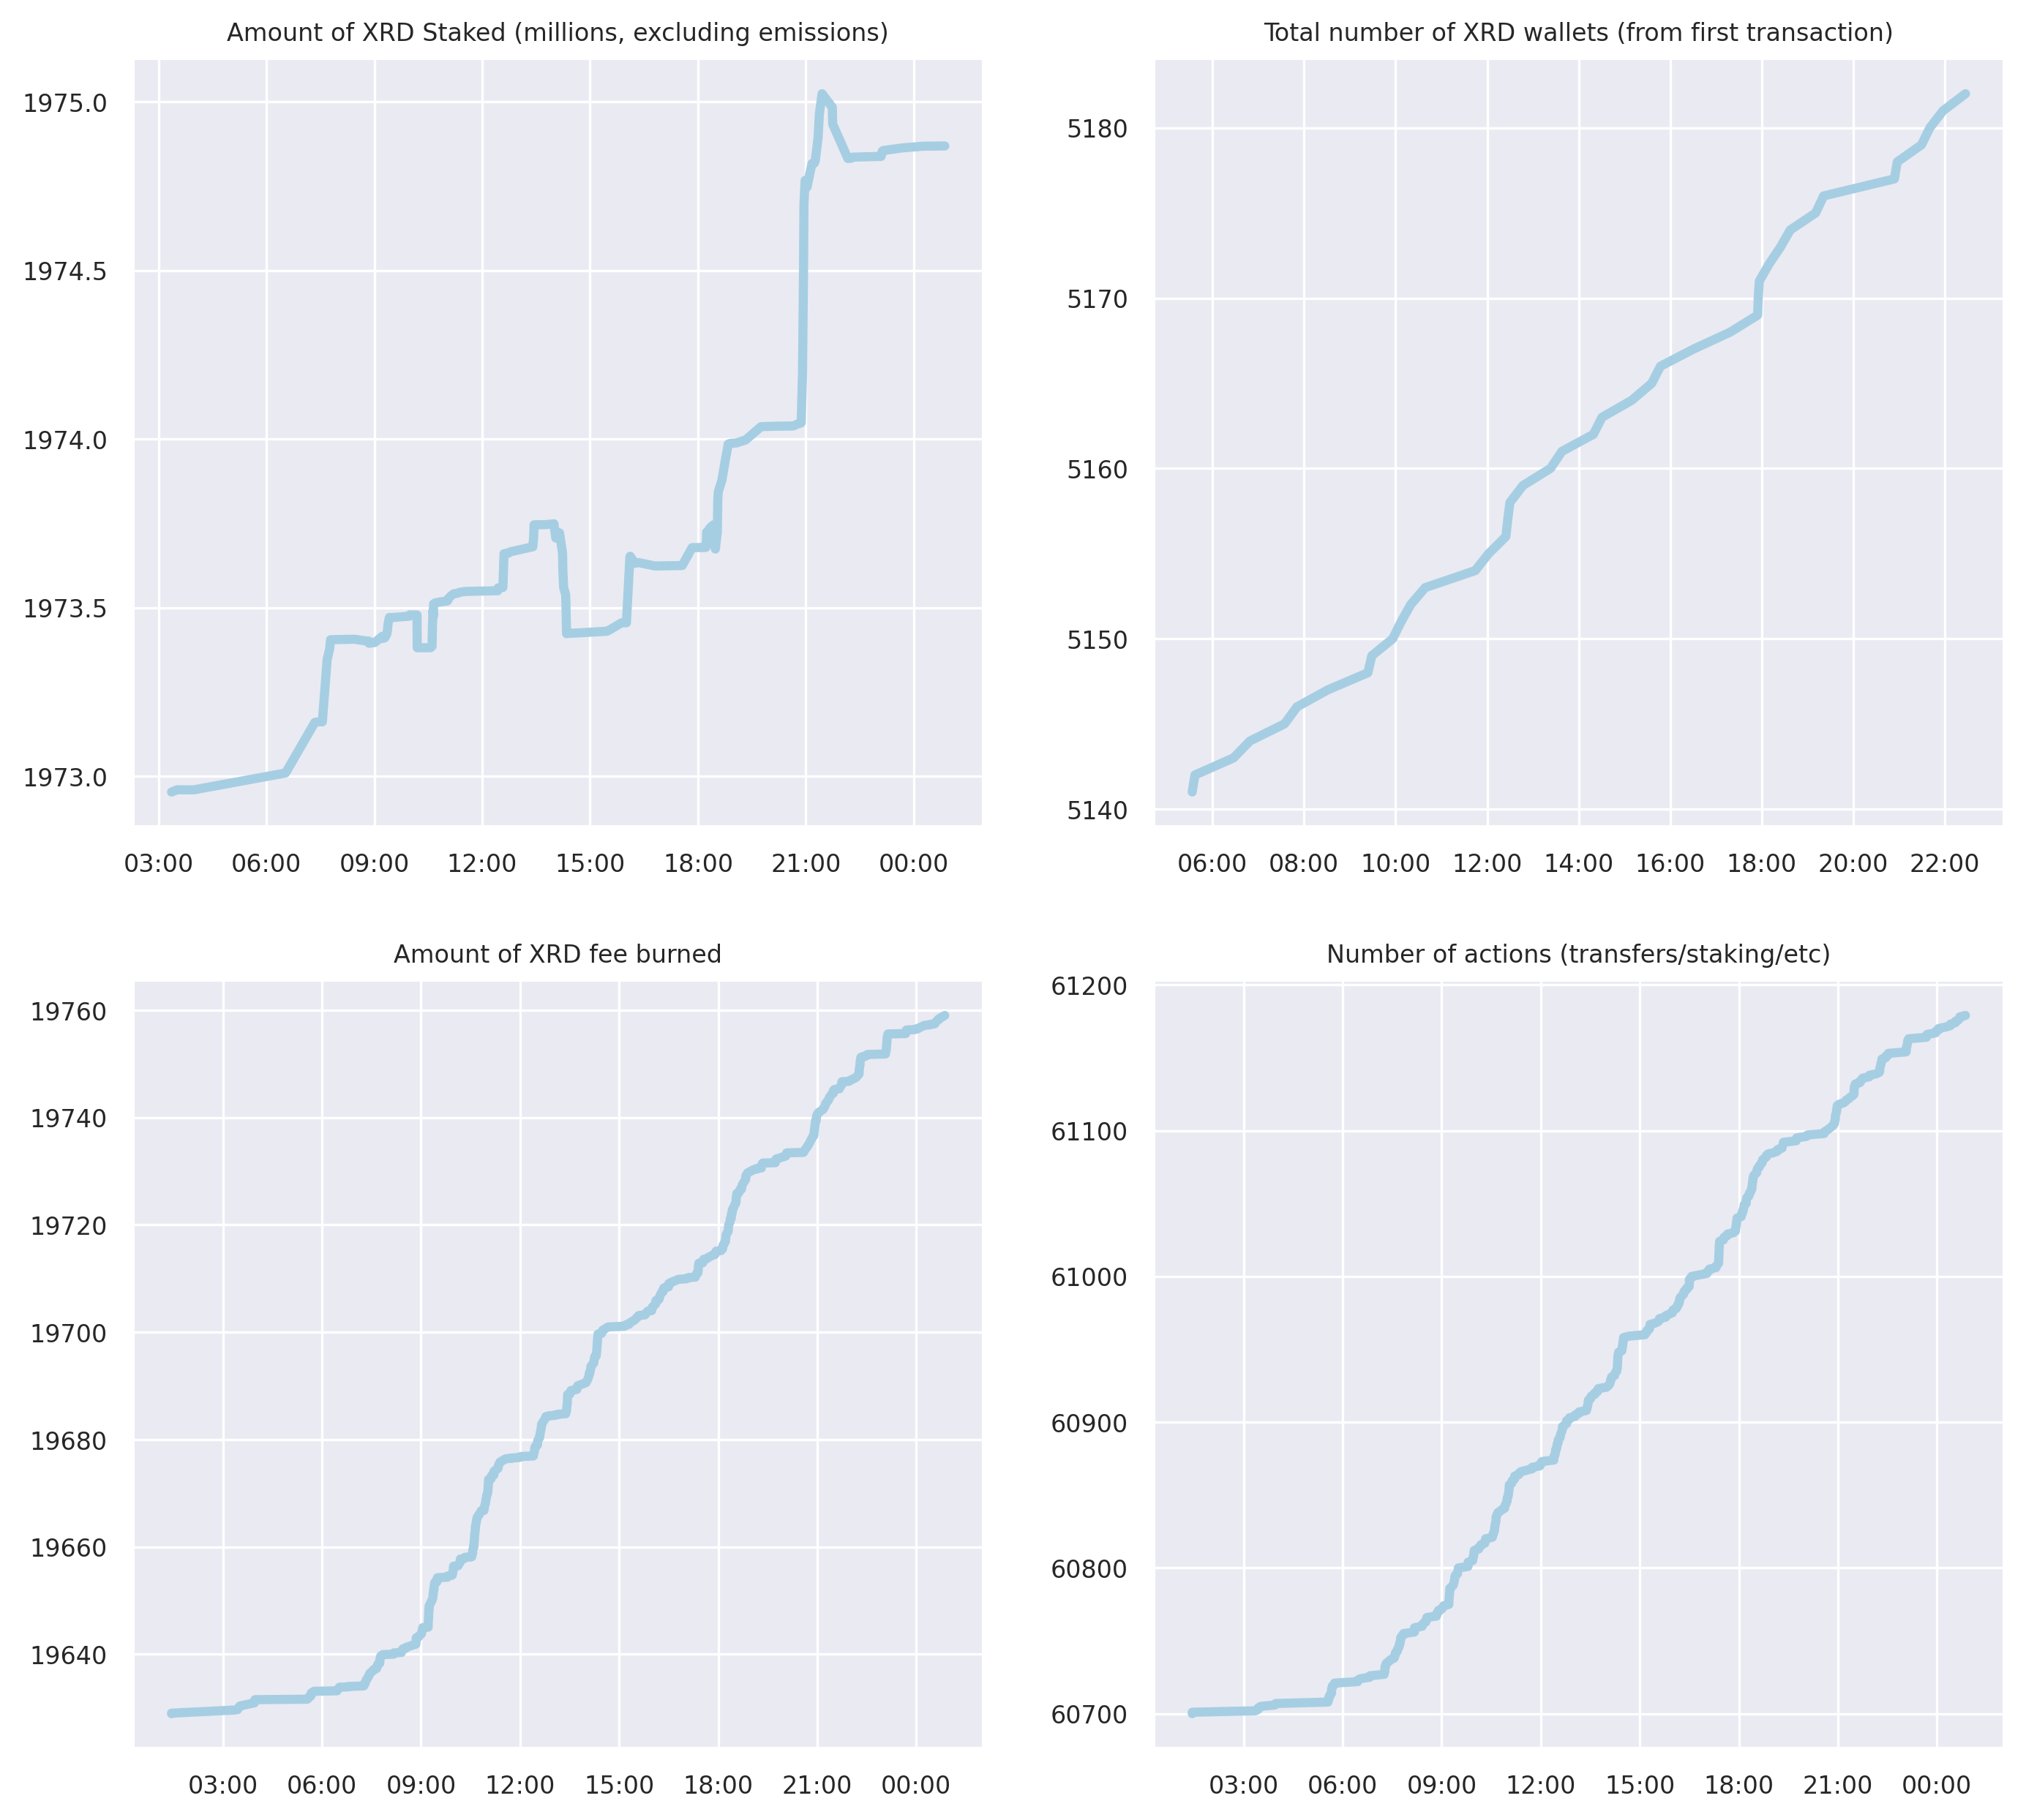 Amount of XRD Staked (millions, excluding emissions)
1975.0
1974.5
1974.0
1973.5
1973.0
03:00 06:00 09:00 12:00 15:00 18:00 21:00 00:00
Total number of XRD wallets (from first transaction)
5180
5170
5160
5150
5140
06:00 08:00 10:00 12:00 14:00 16:00 18:00 20:00 22:00
Amount of XRD fee burned
19760
19740
19720
19700
19680
19660
19640
03:00 06:00 09:00 12:00 15:00 18:00 21:00 00:00
Number of actions (transfers/staking/etc)
61200
61100
61000
60900
60800
60700
03:00 06:00 09:00 12:00 15:00 18:00 21:00 00:00